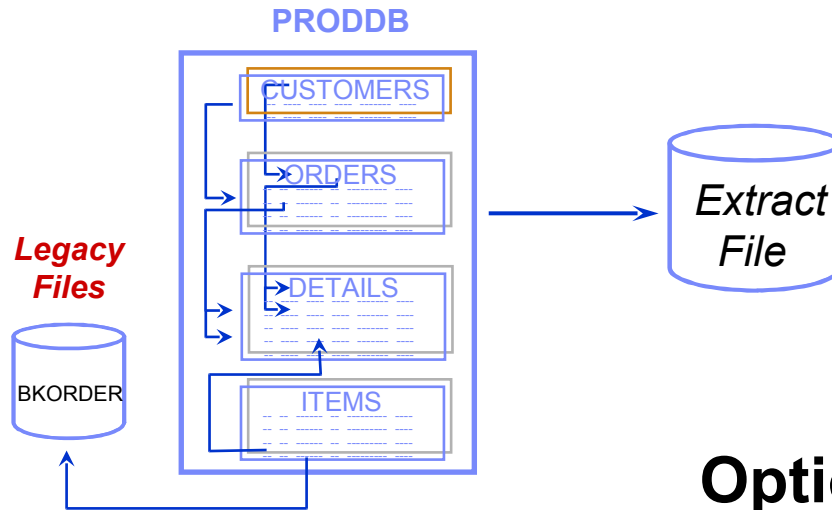 PRODDB
CUSTOMERS
ORDERS
DETAILS
ITEMS
Legacy
Files
BKORDER
Extract
File